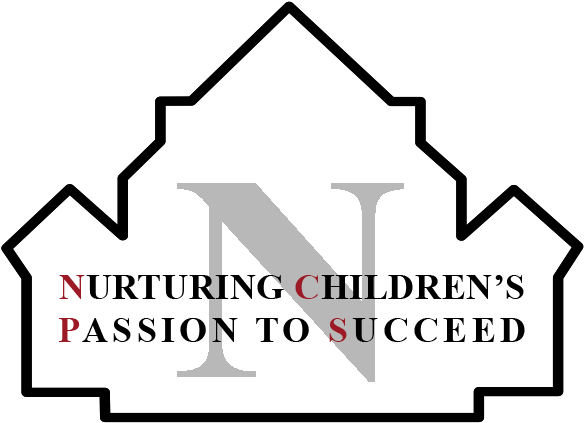 N
NURTURING CHILDREN’S
PASSION TO SUCCEED